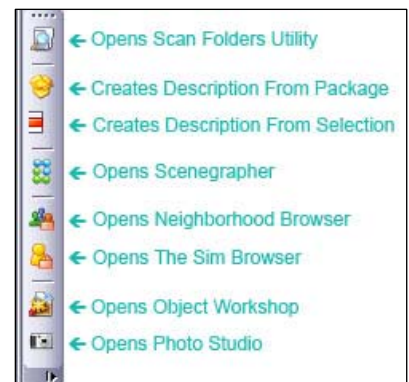 ← Opens Scan Folders Utility
← Creates Description From Package
← Creates Description From Selection
← Opens Scenegrapher
← Opens Neighborhood Browser
← Opens The Sim Browser
← Opens Object Workshop
← Opens Photo Studio